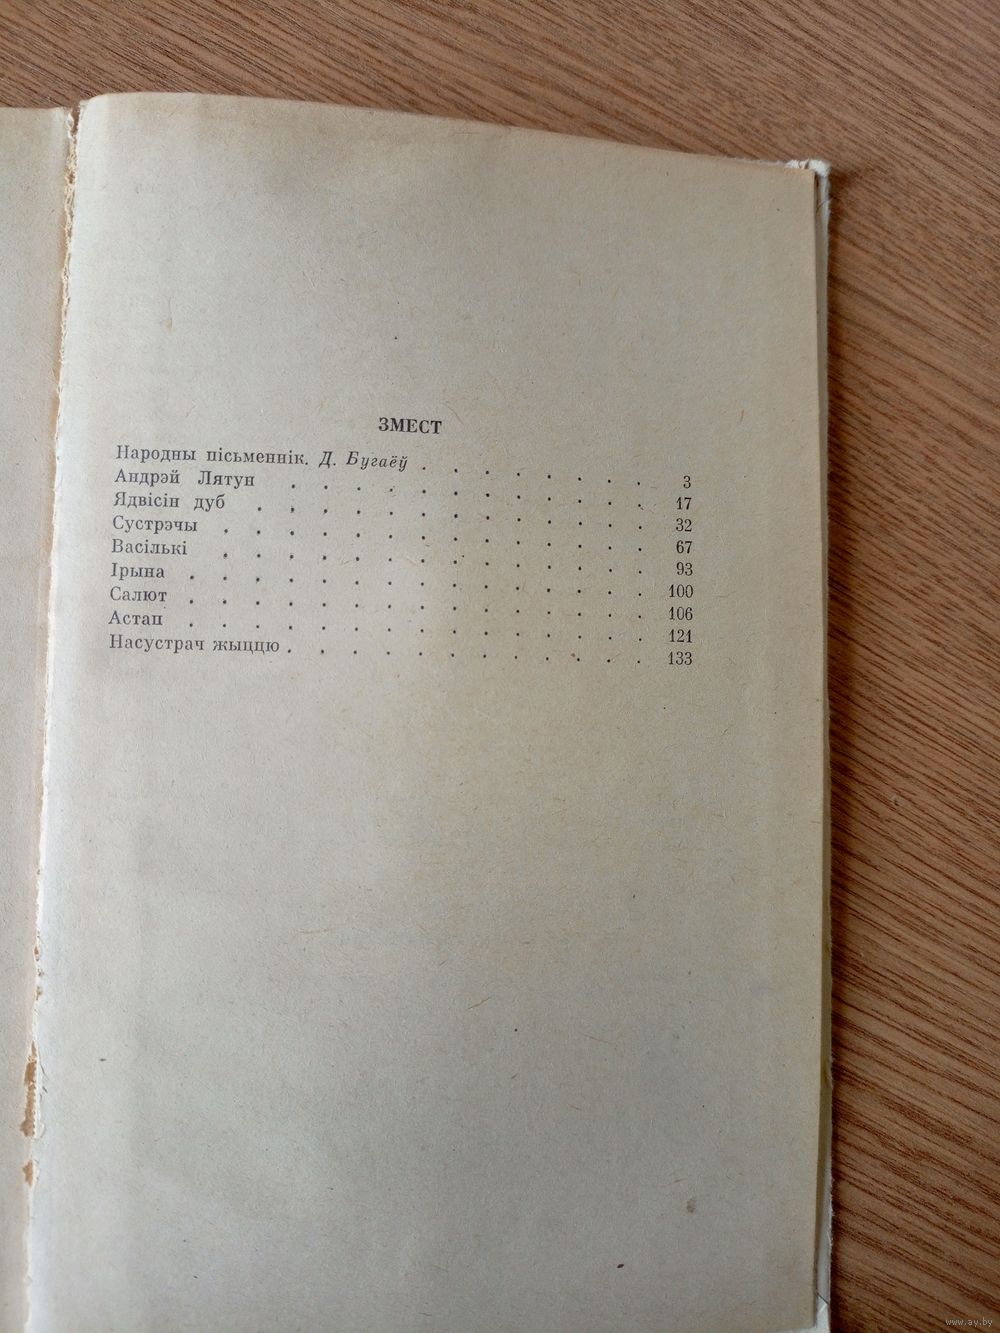 ЗМЕСТ
Народны пісьменнік. Д. Бугаёў . . . . . . . . 3
Андрэй Лятун . . . . . . . . . . . . 17
Ядвісін дуб . . . . . . . . . . . . . 32
Сустрэчы . . . . . . . . . . . . . . 67
Васількі . . . . . . . . . . . . . . 93
Ірына . . . . . . . . . . . . . . . 100
Салют . . . . . . . . . . . . . . . 106
Астап . . . . . . . . . . . . . . . 121
Насустрач жыццю . . . . . . . . . . . . 133
www.ay.by